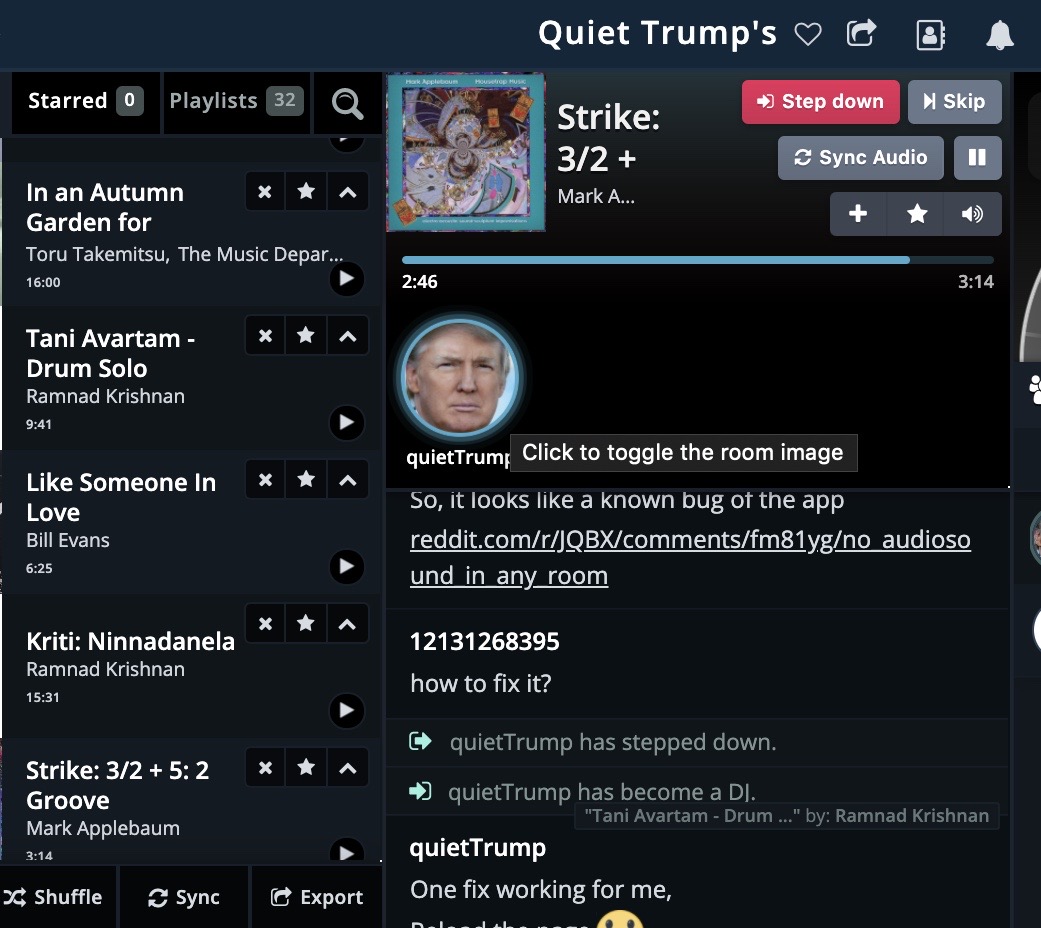 Quiet Trump's
Starred 0
Playlists 32
In an Autumn
Garden for
Toru Takemitsu, The Music Depar...
16:00
Tani Avartam -
Drum Solo
Ramnad Krishnan
9:41
Like Someone In
Love
Bill Evans
6:25
Kriti: Ninnadanela
Ramnad Krishnan
15:31
Strike: 3/2 + 5: 2
Groove
Mark Applebaum
3:14
Shuffle
Sync
Export
Mark Applebaum Mousetrap Music
Strike:
3/2 +
Mark A...
Step down
Skip
Sync Audio
2:46
3:14
quietTrump
Click to toggle the room image
So, it looks like a known bug of the app
reddit.com/r/JQBX/comments/fm81yg/no_audioso
und_in_any_room
12131268395
how to fix it?
quietTrump has stepped down.
quietTrump has become a DJ.
"Tani Avartam - Drum ..." by: Ramnad Krishnan
quietTrump
One fix working for me,
Reload the page